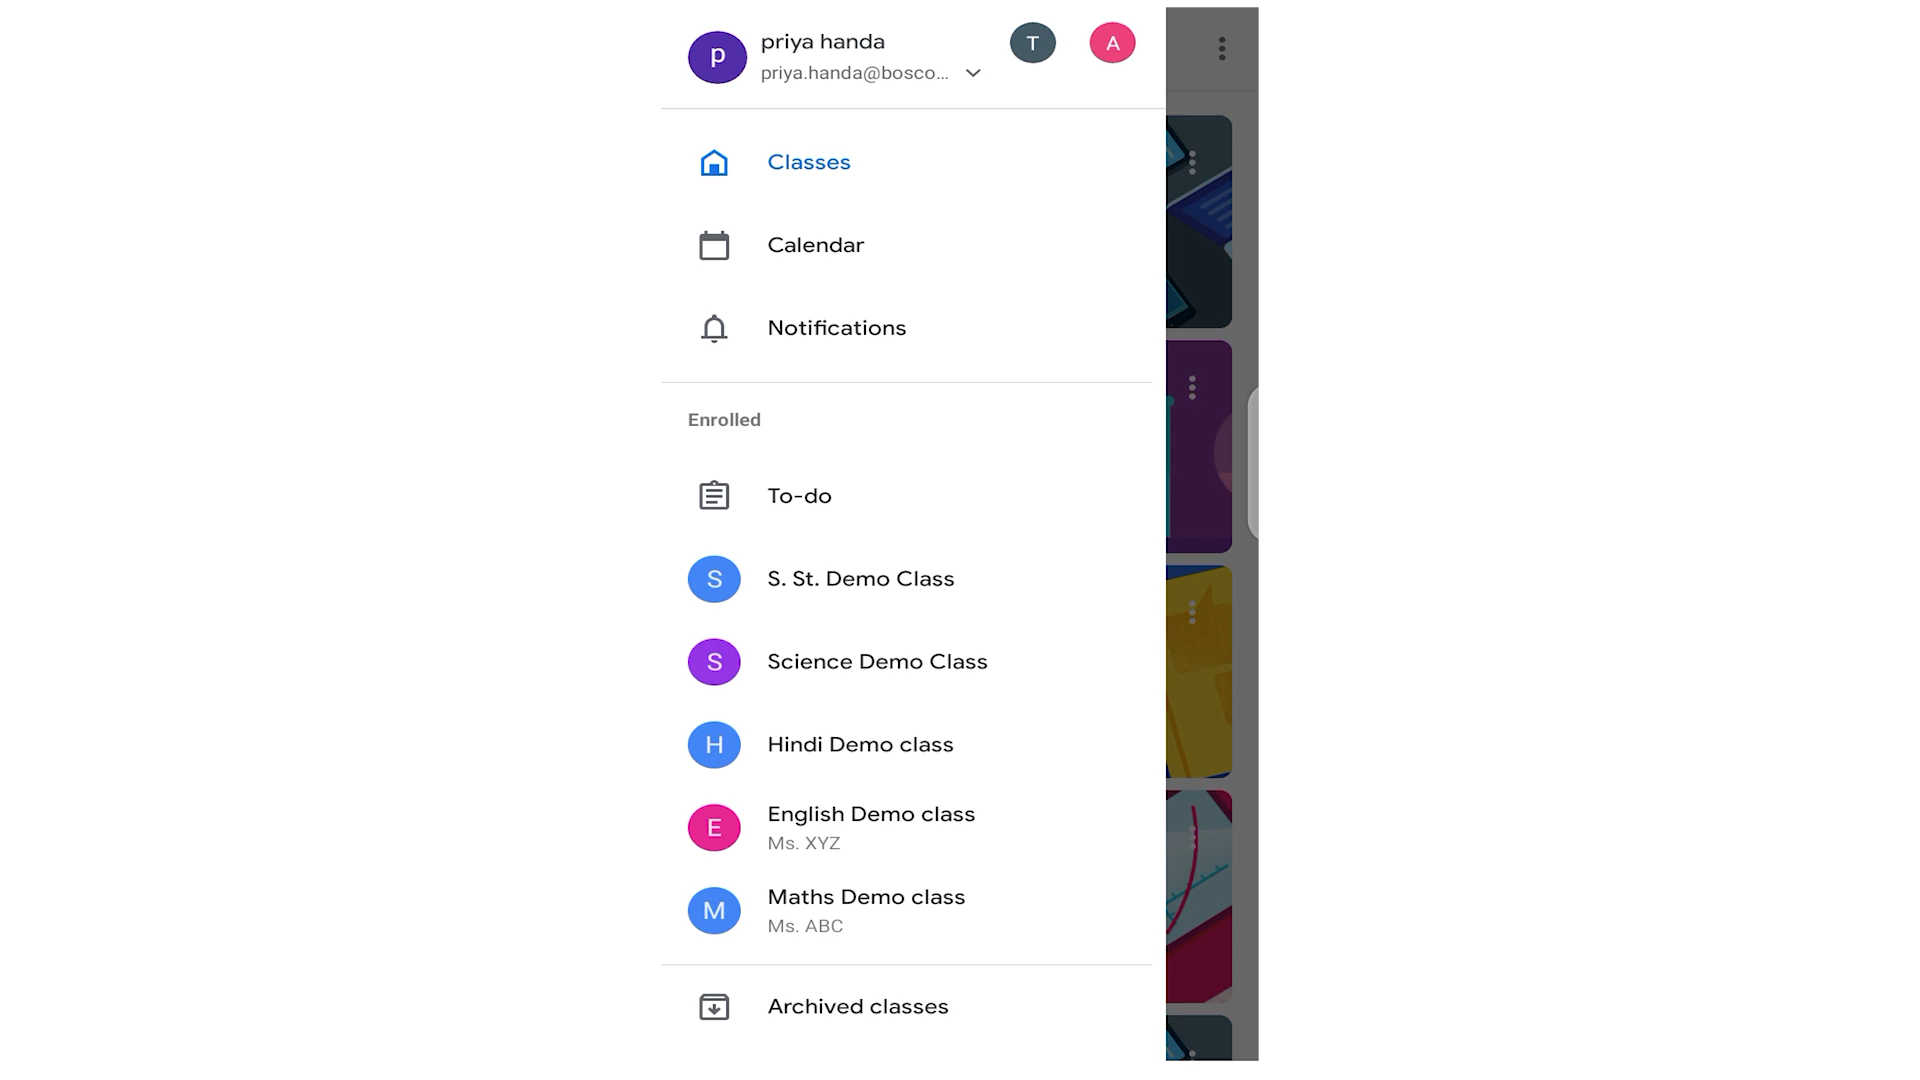 p
priya handa
priya.handa@bosco...
T
A
Classes
Calendar
Notifications
Enrolled
To-do
S
S. St. Demo Class
S
Science Demo Class
H
Hindi Demo class
E
English Demo class
Ms. XYZ
M
Maths Demo class
Ms. ABC
Archived classes